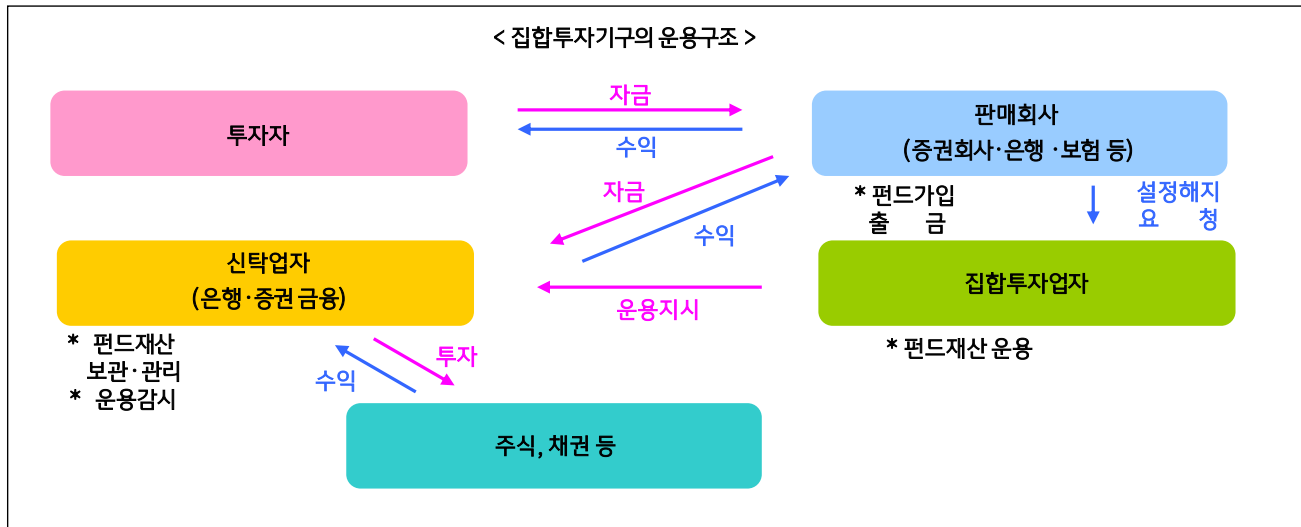 < 집합투자기구의 운용구조 >
투자자
자금
수익
판매회사
(증권회사·은행 ·보험 등)
자금
수익
* 펀드가입
출 금
설정해지
요 청
신탁업자
(은행·증권 금융)
운용지시
집합투자업자
* 펀드재산
보관·관리
* 운용감시
* 펀드재산 운용
투자
수익
주식, 채권 등